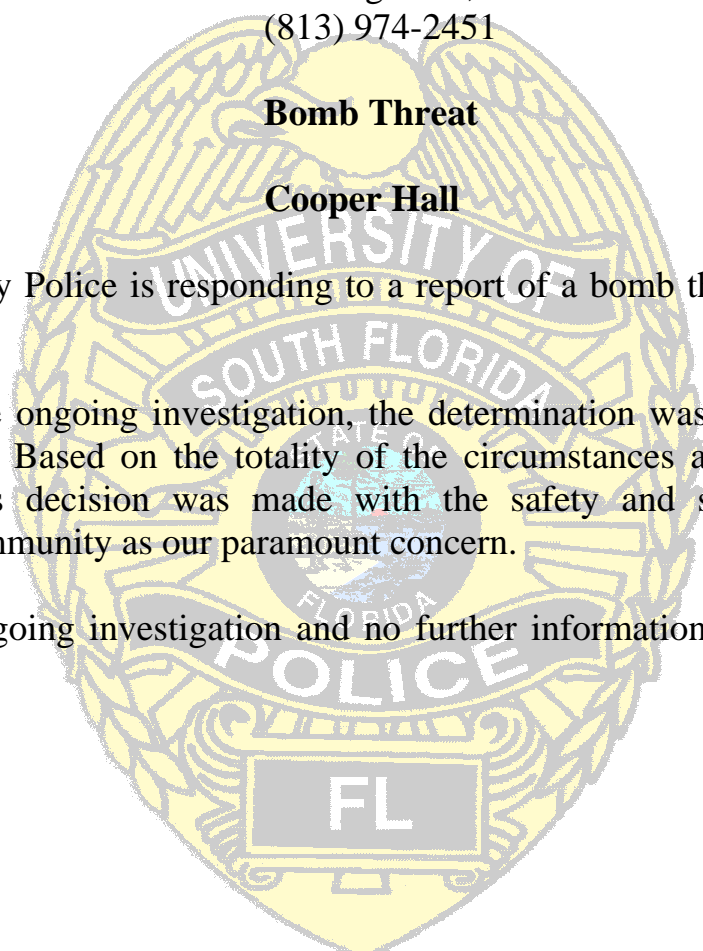 (813) 974-2451
Bomb Threat
Cooper Hall
y Police is responding to a report of a bomb th
UNIVERSITY OF
SOUTH FLORIDA
ongoing investigation, the determination was
Based on the totality of the circumstances a
s decision was made with the safety and s
mmunity as our paramount concern.
STATE OF
FLORIDA
going investigation and no further information
POLICE
FL